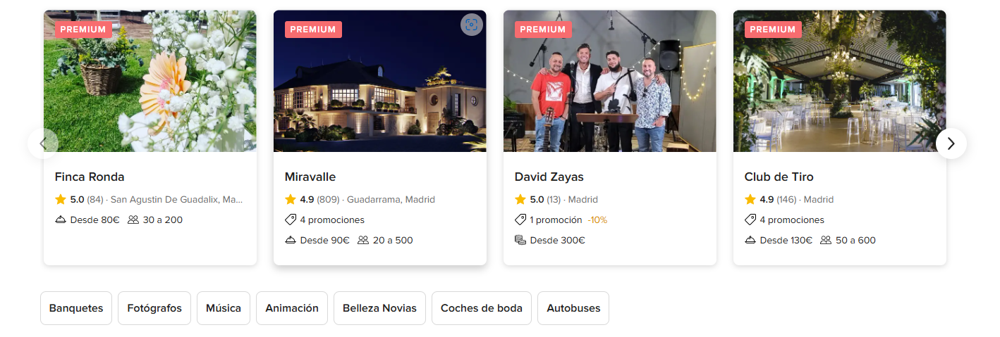 PREMIUM
Finca Ronda
5.0 (84) · San Agustin De Guadalix, Ma...
Desde 80€ 30 a 200
PREMIUM
Miravalle
4.9 (809) · Guadarrama, Madrid
4 promociones
Desde 90€ 20 a 500
PREMIUM
David Zayas
5.0 (13) · Madrid
1 promoción -10%
Desde 300€
PREMIUM
Club de Tiro
4.9 (146) · Madrid
4 promociones
Desde 130€ 50 a 600
Banquetes Fotógrafos Música Animación Belleza Novias Coches de boda Autobuses